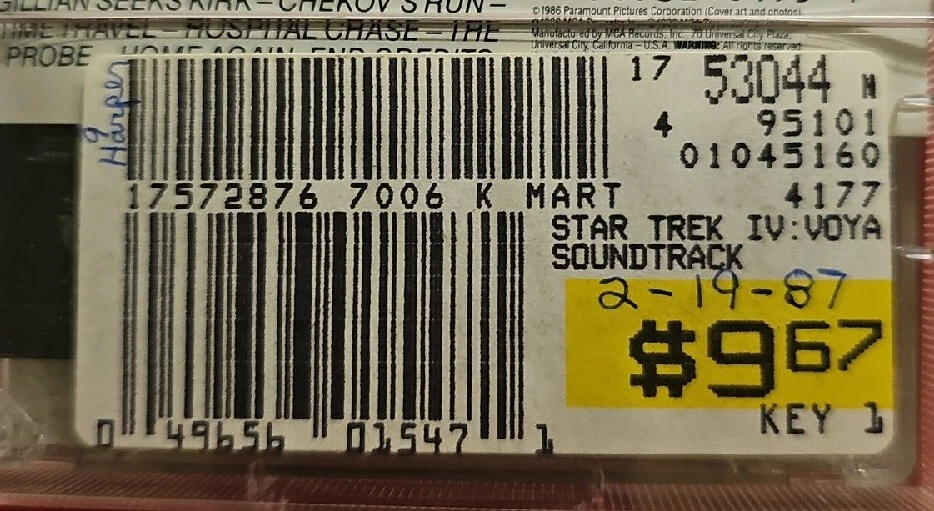 GILLIAN SEEKS KIRK – CHEKOV'S RUN –
TIME TRAVEL – HOSPITAL CHASE – THE
PROBE HOME AGAIN: END CREDITS
©1986 Paramount Pictures Corporation (Cover art and photos)
Manufactured by MCA Records, Inc., 70 Universal City Plaza,
Universal City, California – U.S.A. WARNING: All rights reserved
g Harper
17 53044 N
4 95101
01045160
17572876 7006 K MART 4177
STAR TREK IV:VOYA
SOUNDTRACK
2-19-87
$9 67
KEY 1
0 49656 01547 1